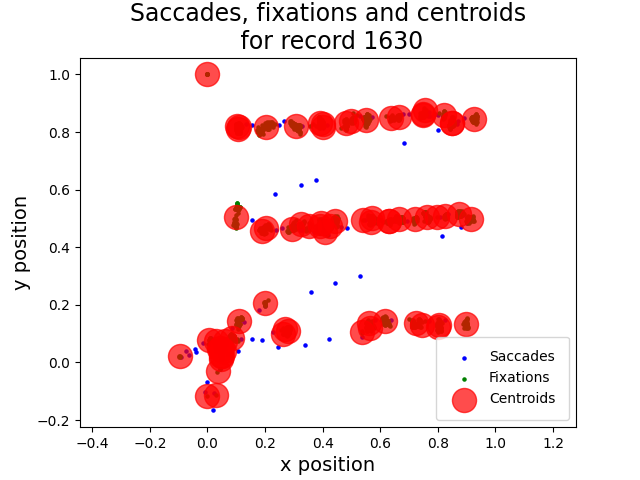 Saccades, fixations and centroids
for record 1630
y position
1.0
0.8
0.6
0.4
0.2
0.0
−0.2
−0.4
−0.2
0.0
0.2
0.4
0.6
0.8
1.0
1.2
x position
Saccades
Fixations
Centroids